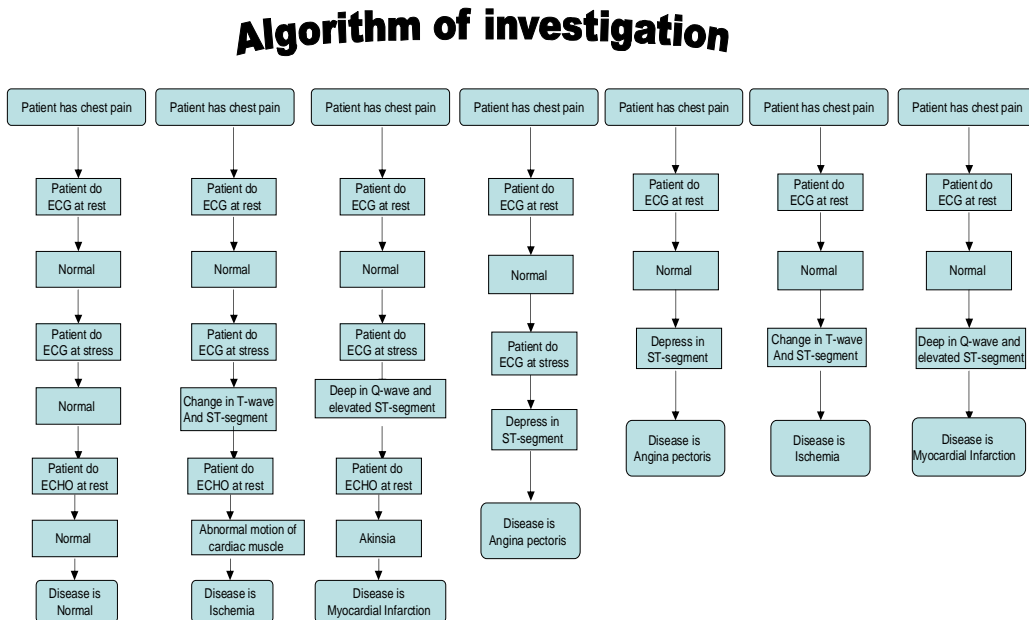 Algorithm of investigation
Patient has chest pain
Patient do
ECG at rest
Normal
Patient do
ECG at stress
Normal
Patient do
ECHO at rest
Normal
Disease is
Normal
Patient has chest pain
Patient do
ECG at rest
Normal
Patient do
ECG at stress
Change in T-wave
And ST-segment
Patient do
ECHO at rest
Abnormal motion of
cardiac muscle
Disease is
Ischemia
Patient has chest pain
Patient do
ECG at rest
Normal
Patient do
ECG at stress
Deep in Q-wave and
elevated ST-segment
Patient do
ECHO at rest
Akinsia
Disease is
Myocardial Infarction
Patient has chest pain
Patient do
ECG at rest
Normal
Patient do
ECG at stress
Depress in
ST-segment
Disease is
Angina pectoris
Patient has chest pain
Patient do
ECG at rest
Normal
Depress in
ST-segment
Disease is
Angina pectoris
Patient has chest pain
Patient do
ECG at rest
Normal
Change in T-wave
And ST-segment
Disease is
Ischemia
Patient has chest pain
Patient do
ECG at rest
Normal
Deep in Q-wave and
elevated ST-segment
Disease is
Myocardial Infarction